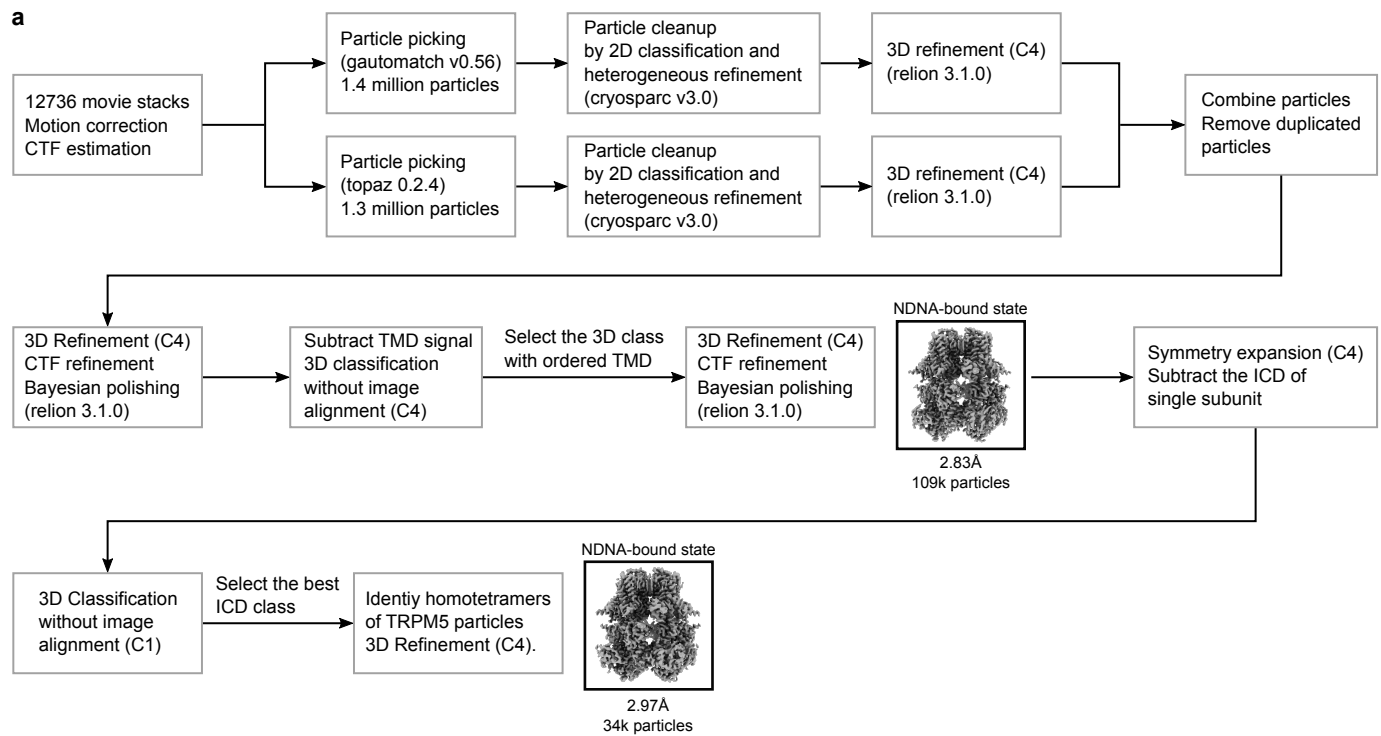 a
12736 movie stacks
Motion correction
CTF estimation
Particle picking
(gautomatch v0.56)
1.4 million particles
Particle cleanup
by 2D classification and
heterogeneous refinement
(cryosparc v3.0)
3D refinement (C4)
(relion 3.1.0)
Particle picking
(topaz 0.2.4)
1.3 million particles
Particle cleanup
by 2D classification and
heterogeneous refinement
(cryosparc v3.0)
3D refinement (C4)
(relion 3.1.0)
Combine particles
Remove duplicated
particles
3D Refinement (C4)
CTF refinement
Bayesian polishing
(relion 3.1.0)
Subtract TMD signal
3D classification
without image
alignment (C4)
Select the 3D class
with ordered TMD
3D Refinement (C4)
CTF refinement
Bayesian polishing
(relion 3.1.0)
NDNA-bound state
2.83Å
109k particles
Symmetry expansion (C4)
Subtract the ICD of
single subunit
3D Classification
without image
alignment (C1)
Select the best
ICD class
Identiy homotetramers
of TRPM5 particles
3D Refinement (C4).
NDNA-bound state
2.97Å
34k particles